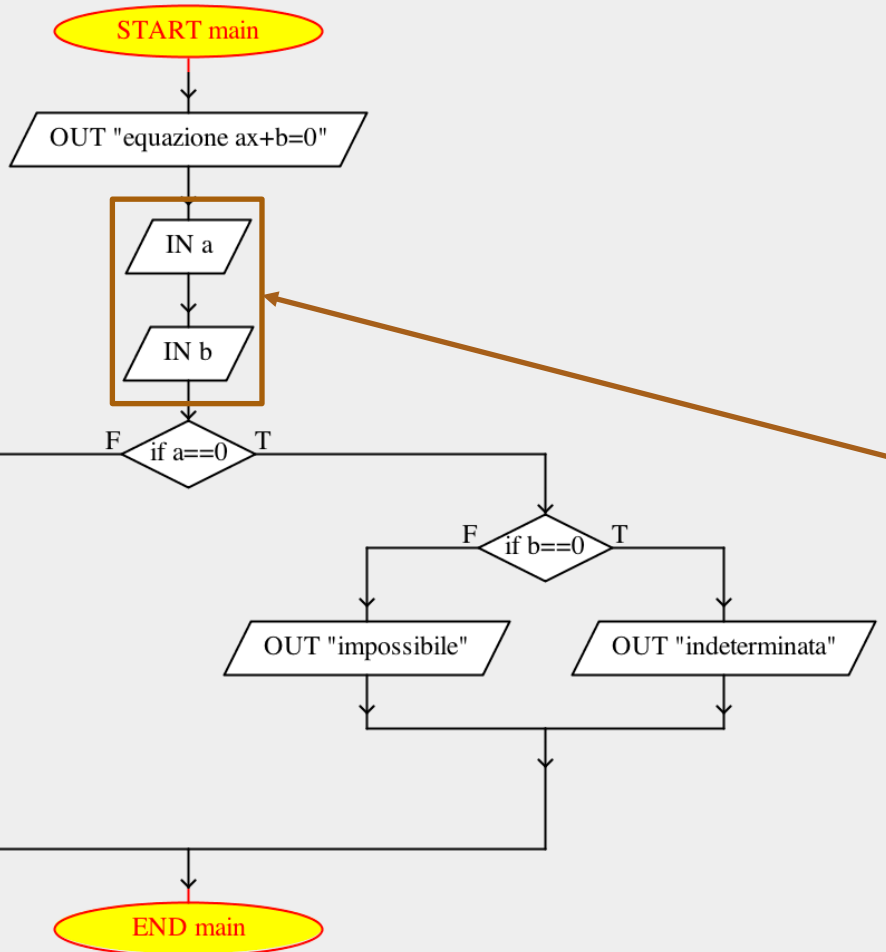 START main
OUT "equazione ax+b=0"
IN a
IN b
F if a==0 T
F if b==0 T
OUT "impossibile" OUT "indeterminata"
END main